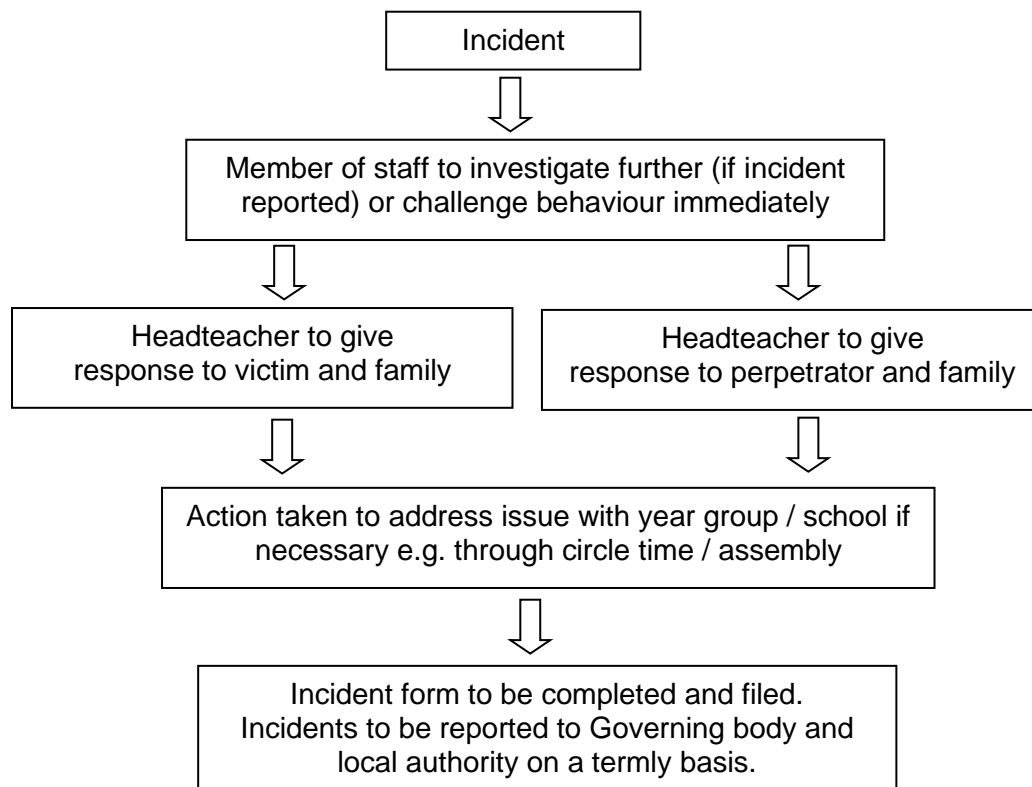 Incident
Member of staff to investigate further (if incident
reported) or challenge behaviour immediately
Headteacher to give
response to victim and family
Headteacher to give
response to perpetrator and family
Action taken to address issue with year group / school if
necessary e.g. through circle time / assembly
Incident form to be completed and filed.
Incidents to be reported to Governing body and
local authority on a termly basis.